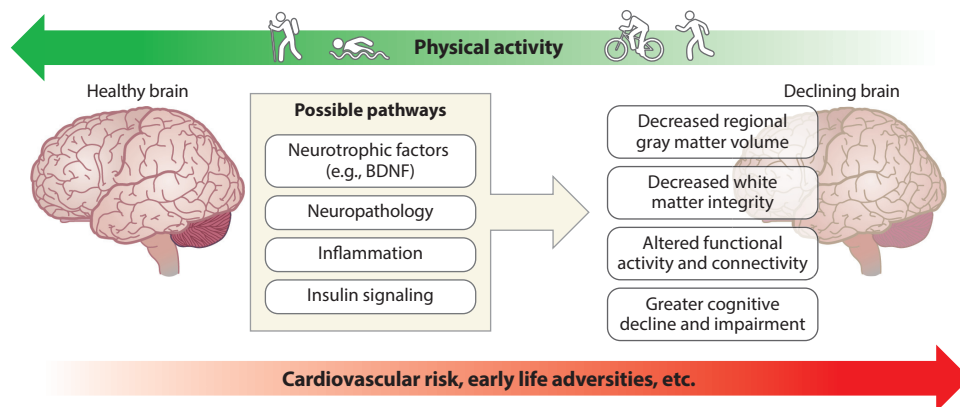 Physical activity
Healthy brain
Declining brain
Possible pathways
Neurotrophic factors
(e.g., BDNF)
Neuropathology
Inflammation
Insulin signaling
Decreased regional
gray matter volume
Decreased white
matter integrity
Altered functional
activity and connectivity
Greater cognitive
decline and impairment
Cardiovascular risk, early life adversities, etc.